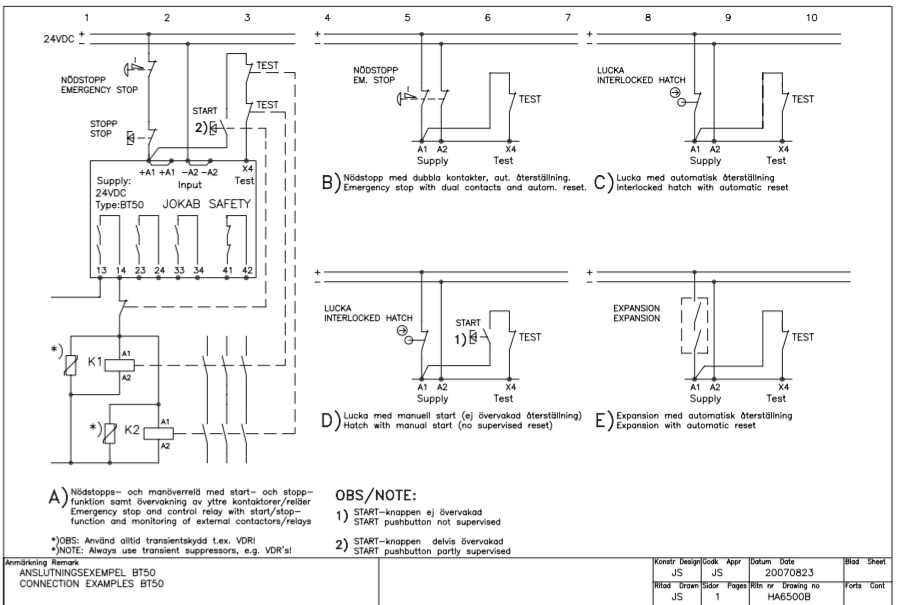 1 2 3 4 5 6 7 8 9 10
24VDC + −
NÖDSTOPP
EMERGENCY STOP
STOPP
STOP
START
2)
TEST
TEST
+A1 +A1 −A2 −A2 X4
Supply: Input Test
24VDC
Type:BT50 JOKAB SAFETY
13 14 23 24 33 34 41 42
*) K1 A1 A2
*) K2 A1 A2
A) Nödstopps− och manöverrelä med start− och stopp−
funktion samt övervakning av yttre kontaktorer/reläer
Emergency stop and control relay with start/stop−
function and monitoring of external contactors/relays
*)OBS: Använd alltid transientskydd t.ex. VDR!
*)NOTE: Always use transient suppressors, e.g. VDR's!
+ −
NÖDSTOPP
EM. STOP
TEST
A1 A2 X4
Supply Test
B) Nödstopp med dubbla kontakter, aut. återställning.
Emergency stop with dual contacts and autom. reset.
+ −
LUCKA
INTERLOCKED HATCH
TEST
A1 A2 X4
Supply Test
C) Lucka med automatisk återställning
Interlocked hatch with automatic reset
+ −
LUCKA
INTERLOCKED HATCH
START
1)
TEST
A1 A2 X4
Supply Test
D) Lucka med manuell start (ej övervakad återställning)
Hatch with manual start (no supervised reset)
+ −
EXPANSION
EXPANSION
TEST
A1 A2 X4
Supply Test
E) Expansion med automatisk återställning
Expansion with automatic reset
OBS/NOTE:
1) START−knappen ej övervakad
START pushbutton not supervised
2) START−knappen delvis övervakad
START pushbutton partly supervised
Anmärkning Remark
ANSLUTNINGSEXEMPEL BT50
CONNECTION EXAMPLES BT50
Konstr Design Godk Appr Datum Date Blad Sheet
JS JS 20070823
Ritad Drawn Sidor Pages Ritn nr Drawing no Forts Cont
JS 1 HA6500B